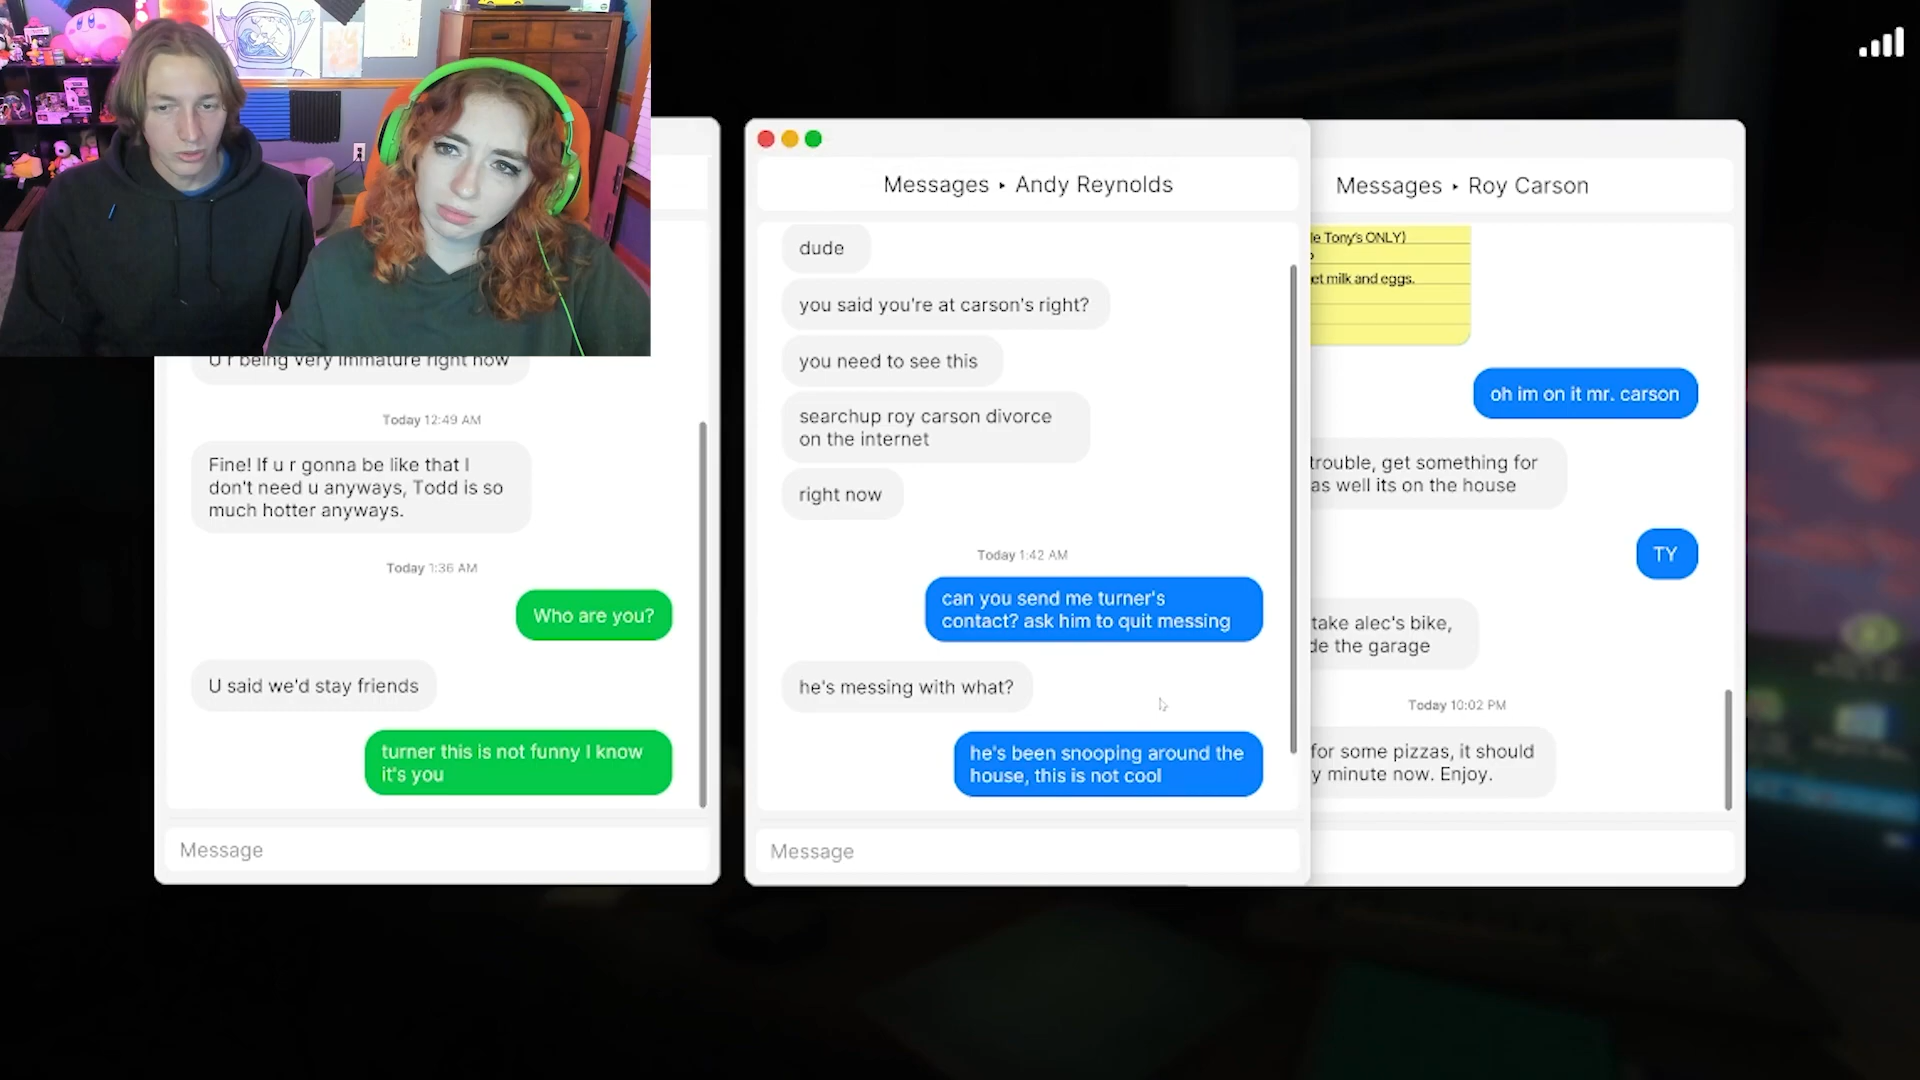 U r being very immature right now
Today 12:49 AM
Fine! If u r gonna be like that I
don't need u anyways, Todd is so
much hotter anyways.
Today 1:36 AM
Who are you?
U said we'd stay friends
turner this is not funny I know
it's you
Message
Messages ▸ Andy Reynolds
dude
you said you're at carson's right?
you need to see this
searchup roy carson divorce
on the internet
right now
Today 1:42 AM
can you send me turner's
contact? ask him to quit messing
he's messing with what?
he's been snooping around the
house, this is not cool
Message
Messages ▸ Roy Carson
Tony's ONLY)
milk and eggs.
oh im on it mr. carson
trouble, get something for
as well its on the house
TY
take alec's bike,
the garage
Today 10:02 PM
for some pizzas, it should
minute now. Enjoy.